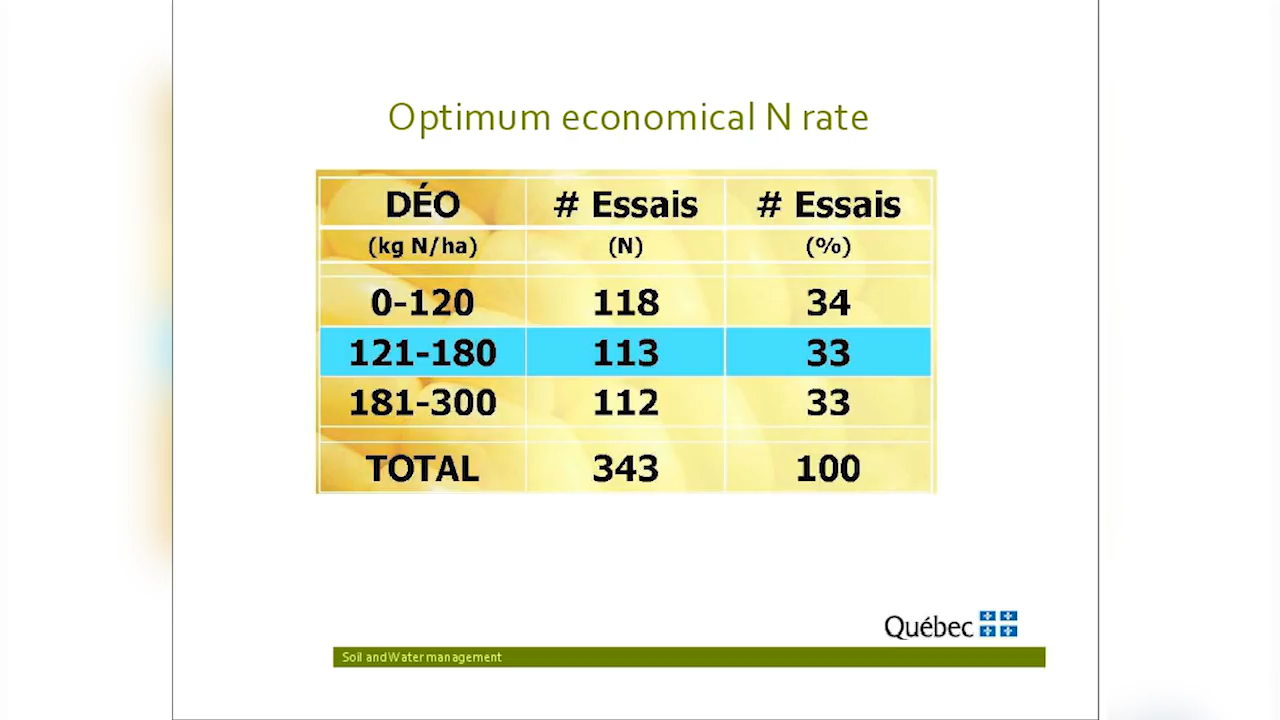 Optimum economical N rate
DÉO # Essais # Essais
(kg N/ha) (N) (%)
0-120 118 34
121-180 113 33
181-300 112 33
TOTAL 343 100
Québec
Soil and Water management